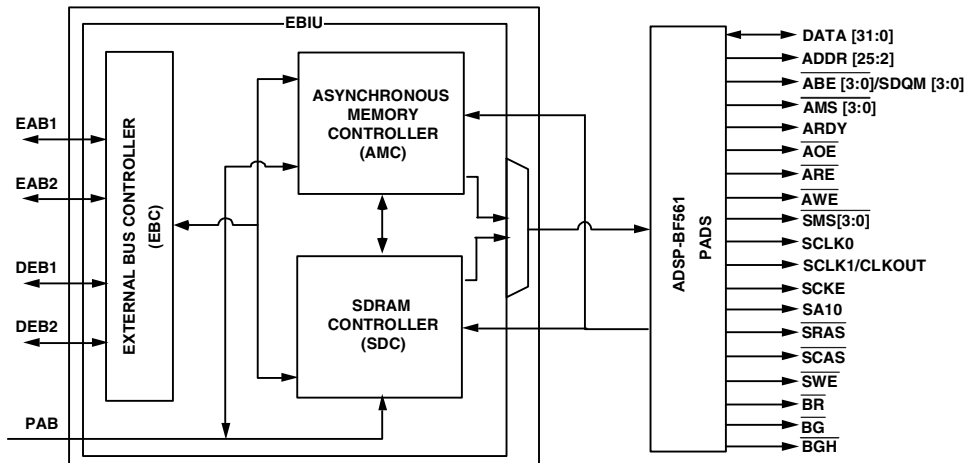 EBIU
EAB1
EAB2
DEB1
DEB2
PAB
EXTERNAL BUS CONTROLLER
(EBC)
ASYNCHRONOUS
MEMORY
CONTROLLER
(AMC)
SDRAM
CONTROLLER
(SDC)
ADSP-BF561
PADS
DATA [31:0]
ADDR [25:2]
ABE [3:0]/SDQM [3:0]
AMS [3:0]
ARDY
AOE
ARE
AWE
SMS[3:0]
SCLK0
SCLK1/CLKOUT
SCKE
SA10
SRAS
SCAS
SWE
BR
BG
BGH